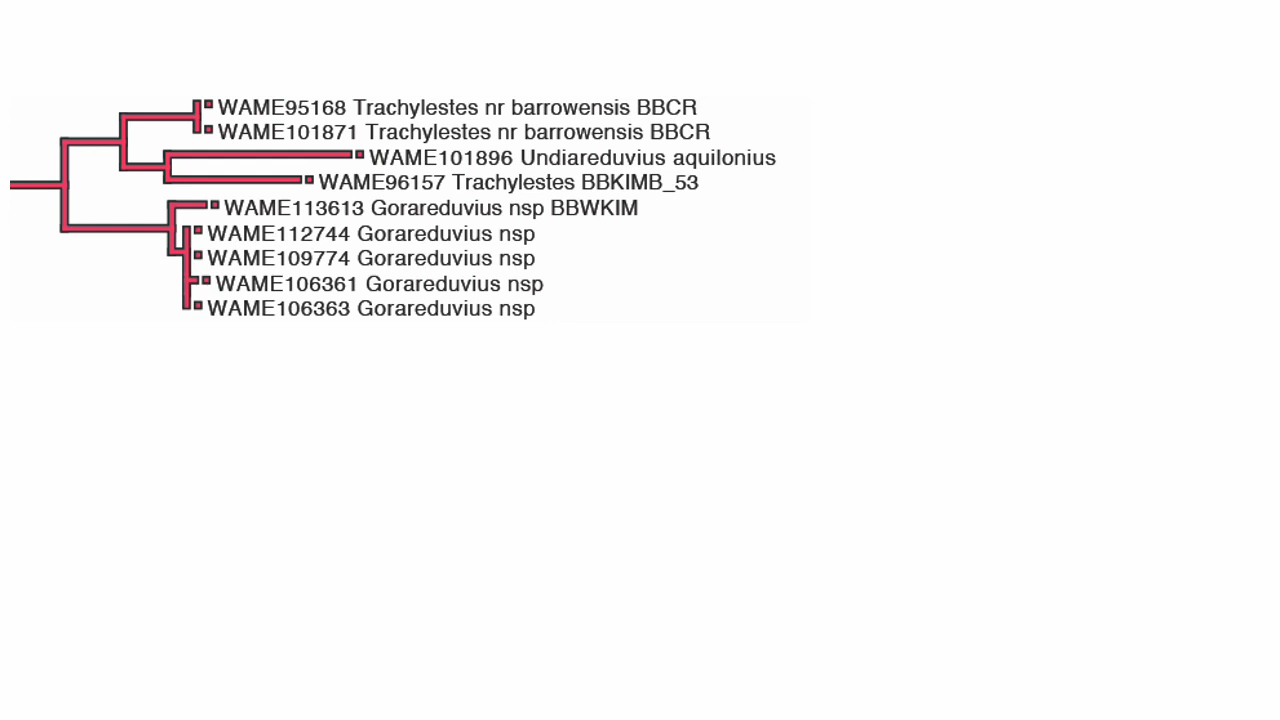 WAME95168 Trachylestes nr barrowensis BBCR
WAME101871 Trachylestes nr barrowensis BBCR
WAME101896 Undiareduvius aquilonius
WAME96157 Trachylestes BBKIMB_53
WAME113613 Gorareduvius nsp BBWKIM
WAME112744 Gorareduvius nsp
WAME109774 Gorareduvius nsp
WAME106361 Gorareduvius nsp
WAME106363 Gorareduvius nsp